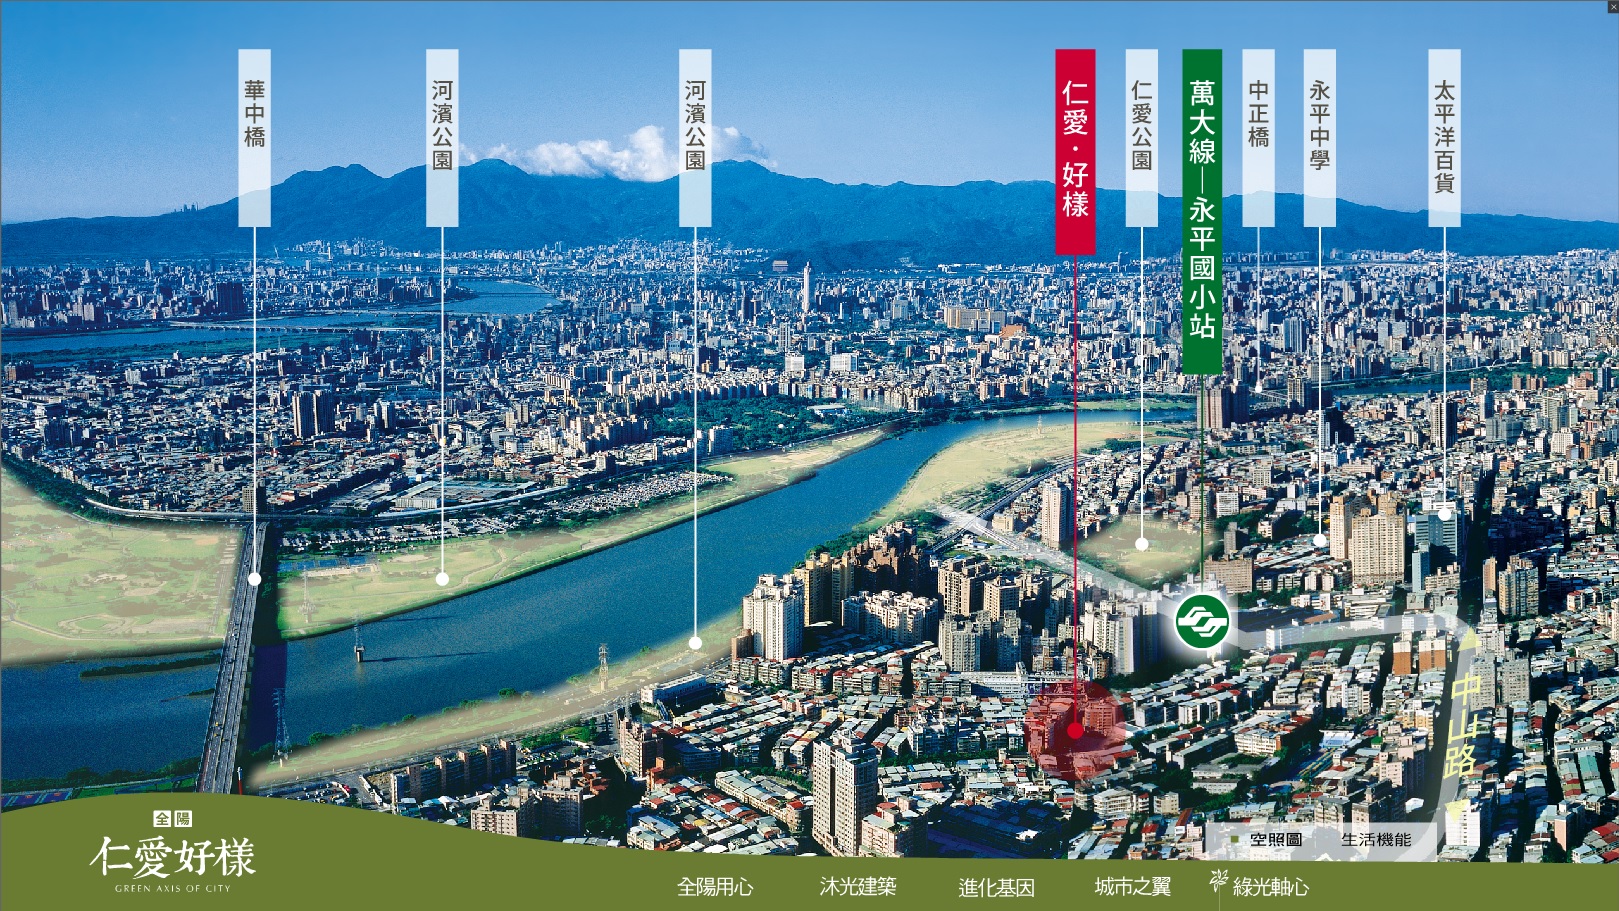 華中橋
河濱公園
河濱公園
仁愛·好樣
仁愛公園
萬大線—永平國小站
中正橋
永平中學
太平洋百貨
中山路
空照圖
生活機能
全陽
仁愛好樣
GREEN AXIS OF CITY
全陽用心
沐光建築
進化基因
城市之翼
綠光軸心